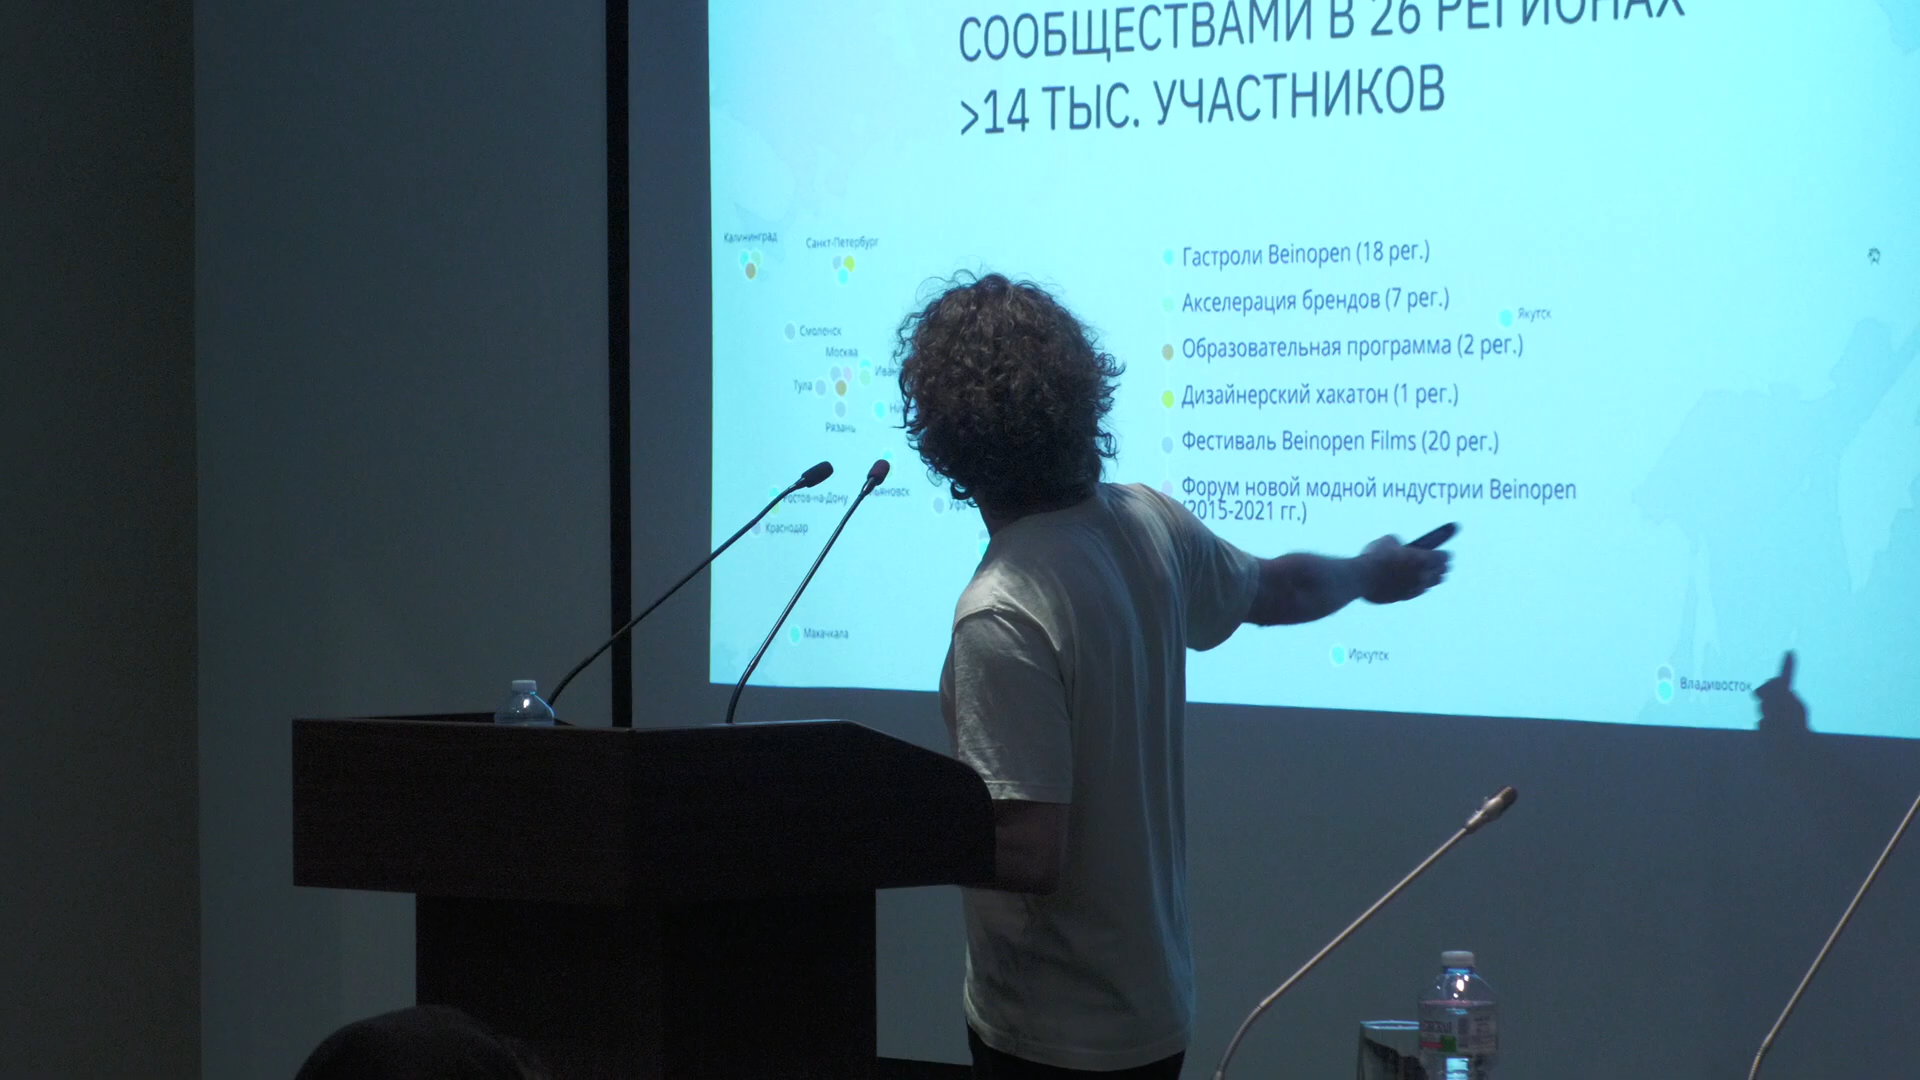 СООБЩЕСТВАМИ В 26 РЕГИОНАХ
>14 ТЫС. УЧАСТНИКОВ
Калининград
Санкт-Петербург
Смоленск
Москва
Тула
Рязань
Ростов-на-Дону
Уфа
Краснодар
Махачкала
Гастроли Beinopen (18 рег.)
Акселерация брендов (7 рег.)
Якутск
Образовательная программа (2 рег.)
Дизайнерский хакатон (1 рег.)
Фестиваль Beinopen Films (20 рег.)
Форум новой модной индустрии Beinopen
(2015-2021 гг.)
Иркутск
Владивосток